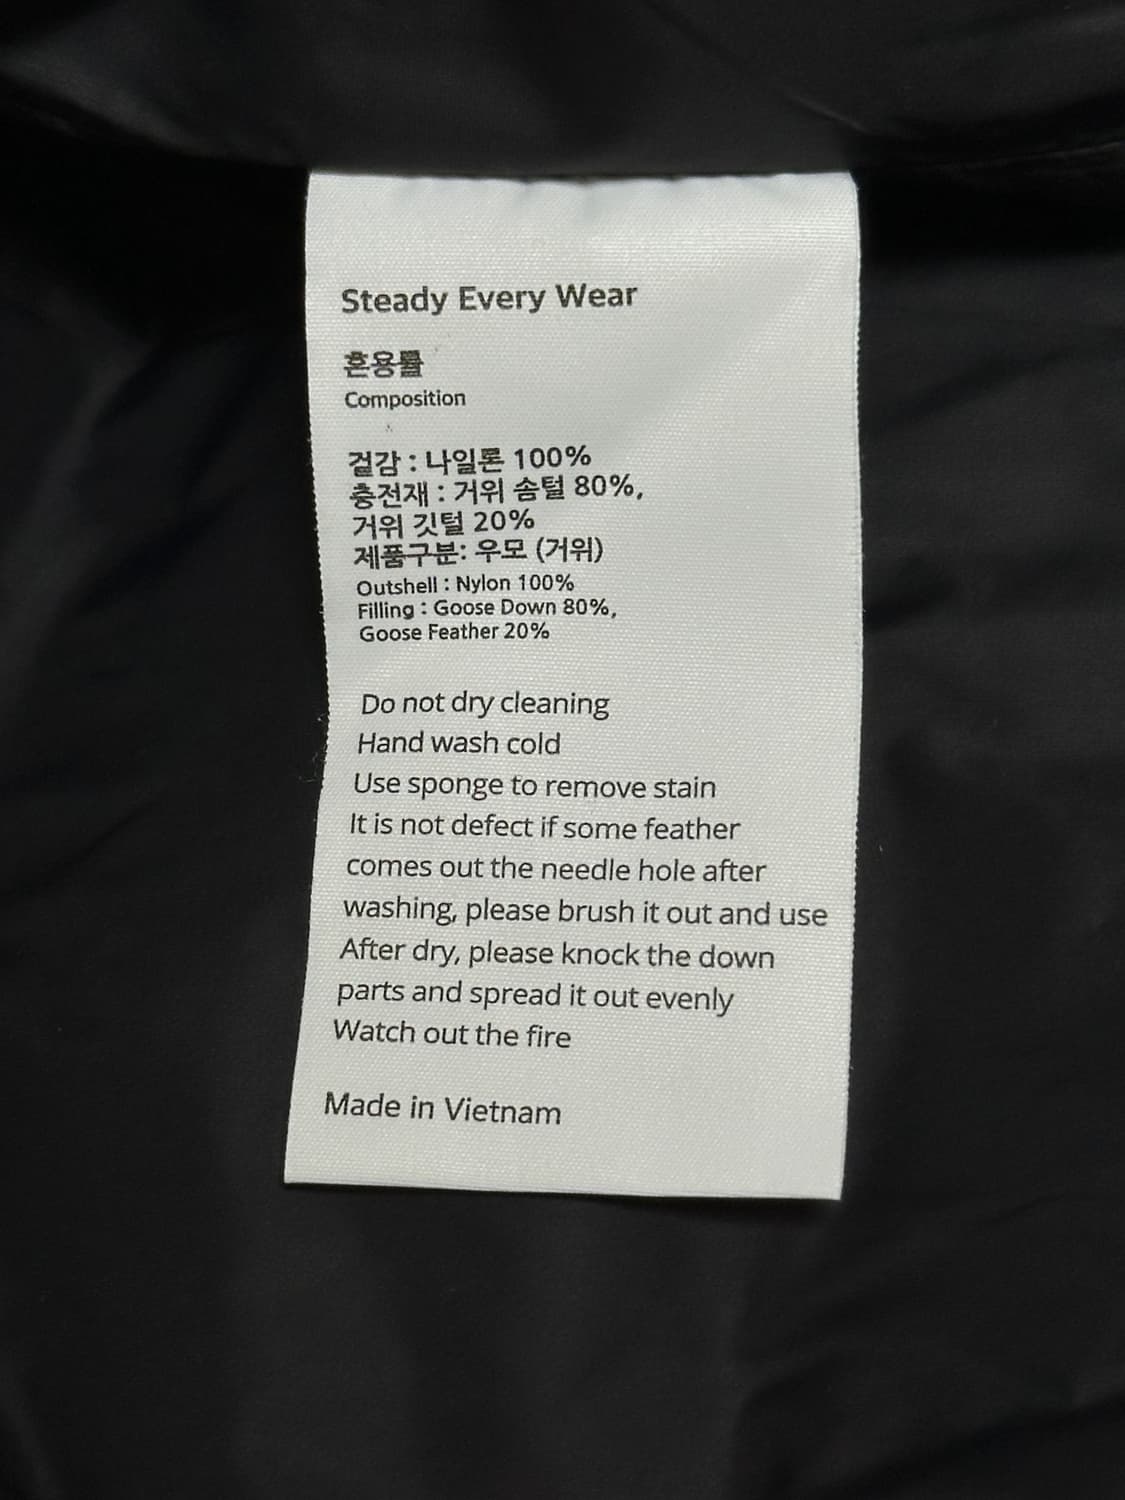 Steady Every Wear
혼용률
Composition
겉감 : 나일론 100%
충전재 : 거위 솜털 80%,
거위 깃털 20%
제품구분: 우모 (거위)
Outshell : Nylon 100%
Filling : Goose Down 80%,
Goose Feather 20%
Do not dry cleaning
Hand wash cold
Use sponge to remove stain
It is not defect if some feather
comes out the needle hole after
washing, please brush it out and use
After dry, please knock the down
parts and spread it out evenly
Watch out the fire
Made in Vietnam